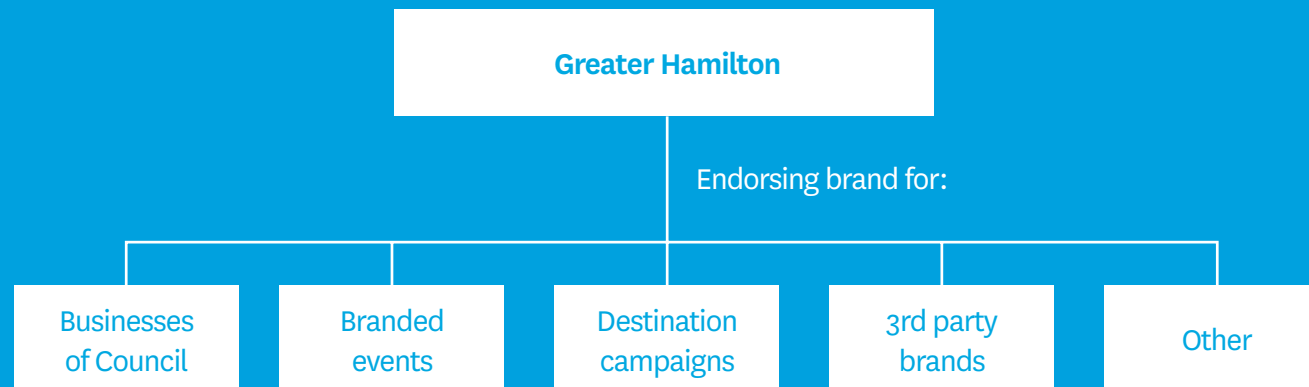 Greater Hamilton
Endorsing brand for:
Businesses
of Council
Branded
events
Destination
campaigns
3rd party
brands
Other